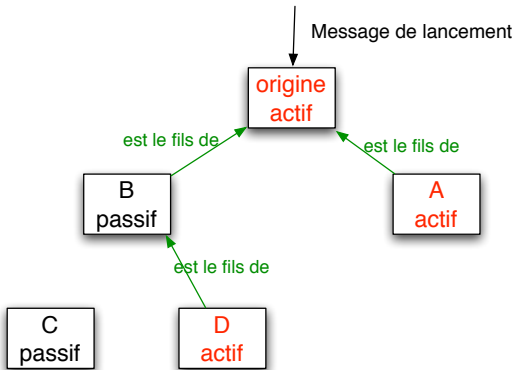 Message de lancement
origine
actif
est le fils de
est le fils de
B
passif
A
actif
est le fils de
C
passif
D
actif